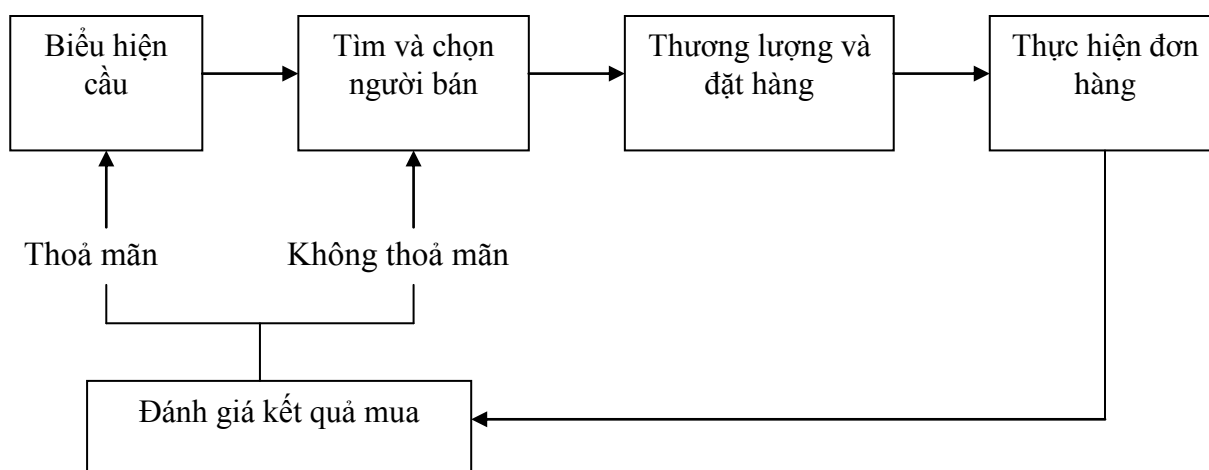 Biểu hiện
cầu
Tìm và chọn
người bán
Thương lượng và
đặt hàng
Thực hiện đơn
hàng
Thoả mãn
Không thoả mãn
Đánh giá kết quả mua